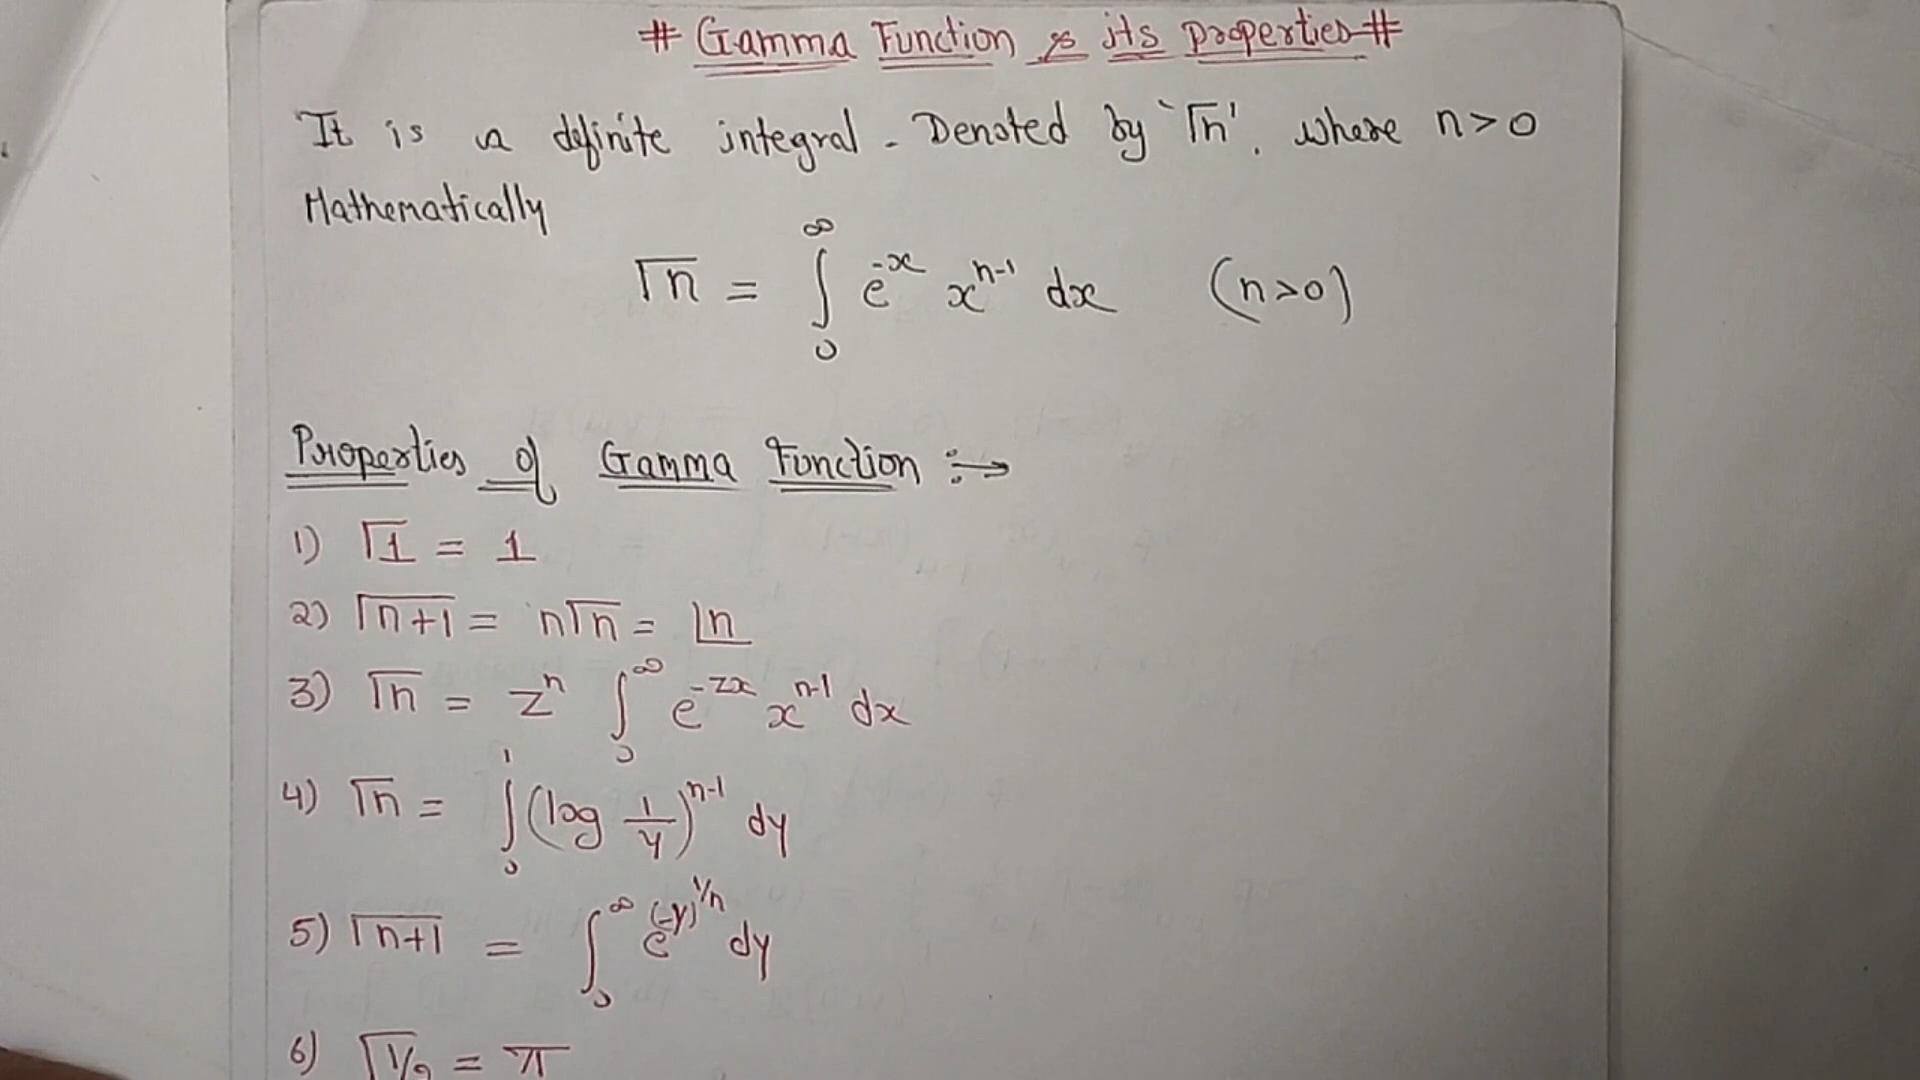 # Gamma Function & its properties #
It is a definite integral. Denoted by 'Γn'. where n>0
Mathematically
Γn = ∫₀^∞ e^-x x^n-1 dx (n>0)
Properties of Gamma Function :→
1) Γ1 = 1
2) Γn+1 = nΓn = ⌊n
3) Γn = z^n ∫₀^∞ e^-zx x^n-1 dx
4) Γn = ∫₀^1 (log 1/y)^n-1 dy
5) Γn+1 = ∫₀^∞ e^(-y)^1/n dy
6) Γ1/2 = π